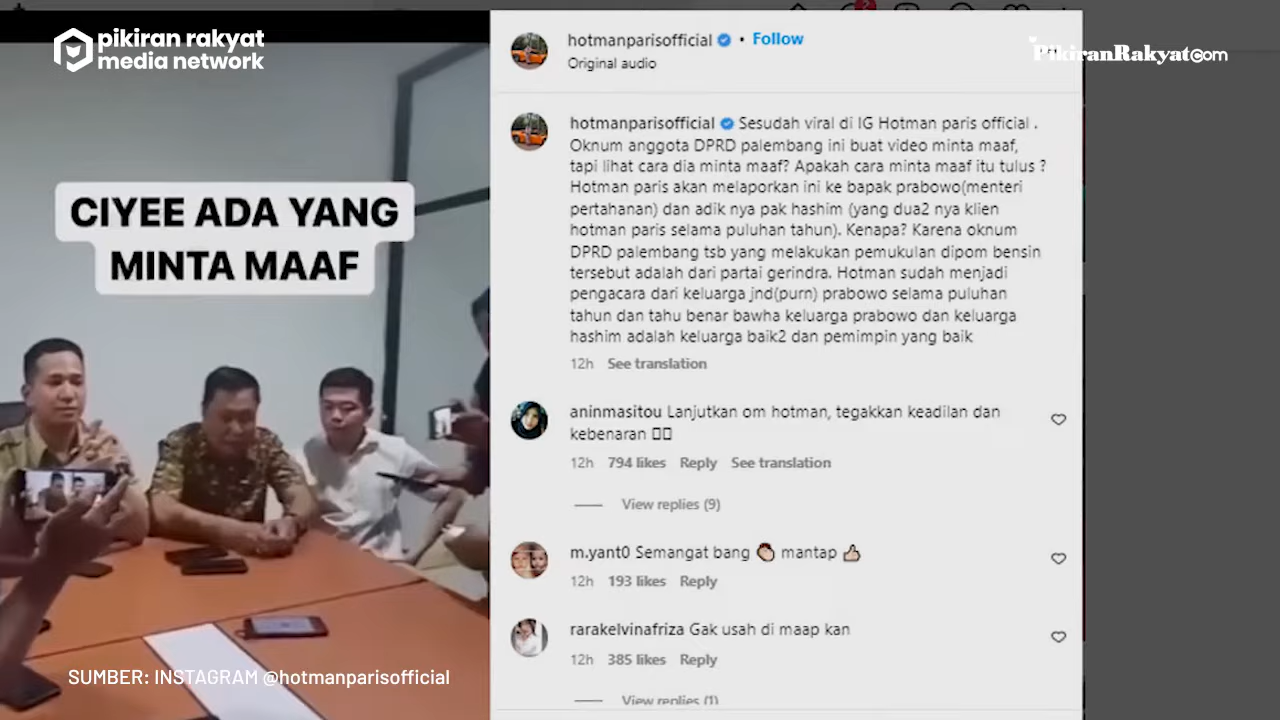 pikiran rakyat
media network
PikiranRakyat.com
CIYEE ADA YANG
MINTA MAAF
SUMBER: INSTAGRAM @hotmanparisofficial
hotmanparisofficial • Follow
Original audio
hotmanparisofficial Sesudah viral di IG Hotman paris official .
Oknum anggota DPRD palembang ini buat video minta maaf,
tapi lihat cara dia minta maaf? Apakah cara minta maaf itu tulus ?
Hotman paris akan melaporkan ini ke bapak prabowo(menteri
pertahanan) dan adik nya pak hashim (yang dua2 nya klien
hotman paris selama puluhan tahun). Kenapa? Karena oknum
DPRD palembang tsb yang melakukan pemukulan dipom bensin
tersebut adalah dari partai gerindra. Hotman sudah menjadi
pengacara dari keluarga jnd(purn) prabowo selama puluhan
tahun dan tahu benar bawha keluarga prabowo dan keluarga
hashim adalah keluarga baik2 dan pemimpin yang baik
12h See translation
aninmasitou Lanjutkan om hotman, tegakkan keadilan dan
kebenaran
12h 794 likes Reply See translation
View replies (9)
m.yant0 Semangat bang 👏 mantap 👍
12h 193 likes Reply
rarakelvinafriza Gak usah di maap kan
12h 385 likes Reply
View replies (1)